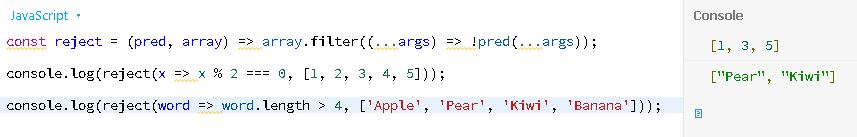 JavaScript
const reject = (pred, array) => array.filter((...args) => !pred(...args));
console.log(reject(x => x % 2 === 0, [1, 2, 3, 4, 5]));
console.log(reject(word => word.length > 4, ['Apple', 'Pear', 'Kiwi', 'Banana']));
Console
[1, 3, 5]
["Pear", "Kiwi"]